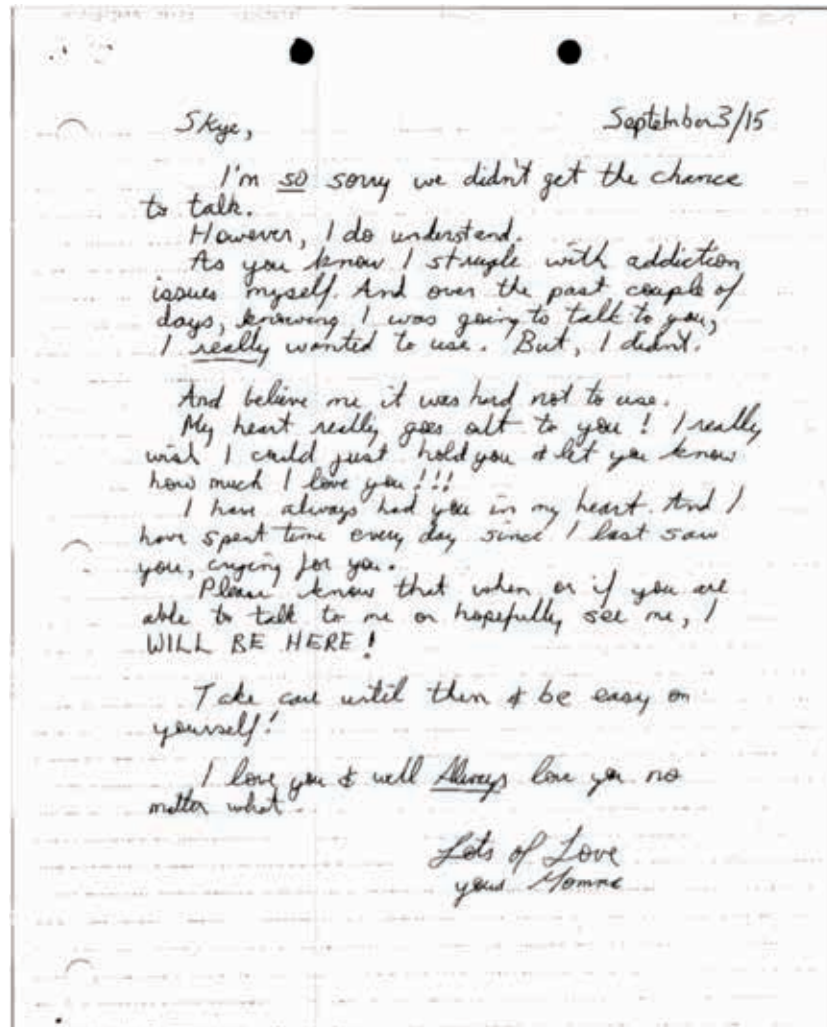 Skye, September 3/15
I'm so sorry we didn't get the chance
to talk.
However, I do understand.
As you know I struggle with addiction
issues myself. And over the past couple of
days, knowing I was going to talk to you,
I really wanted to use. But, I didn't.
And believe me it was hard not to use.
My heart really goes out to you! I really
wish I could just hold you & let you know
how much I love you!!!
I have always had you in my heart. And I
have spent time every day since I last saw
you, crying for you.
Please know that when or if you are
able to talk to me or hopefully see me, I
WILL BE HERE!
Take care until then & be easy on
yourself!
I love you & will Always love you no
matter what.
Lots of Love
your